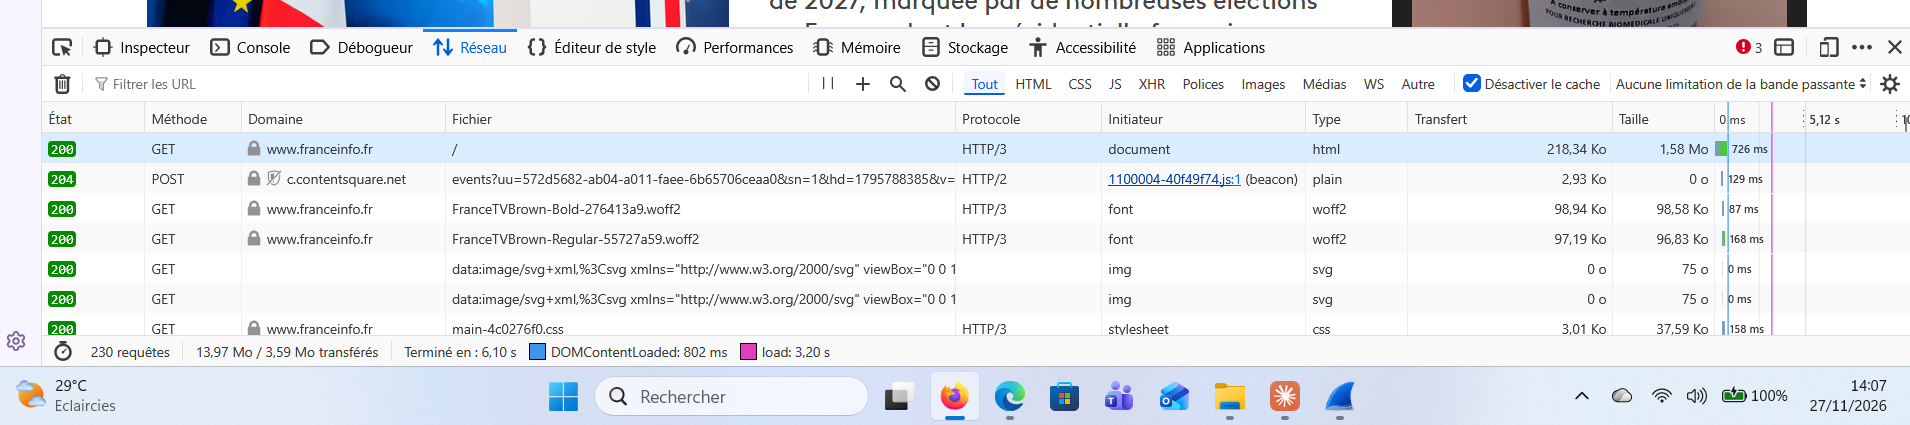 de 2027, marquée par de nombreuses élections
A conserver à température am
POUR RECHERCHE BIOMEDICALE UNIQUEMENT
Inspecteur Console Débogueur Réseau Éditeur de style Performances Mémoire Stockage Accessibilité Applications 3
Filtrer les URL Tout HTML CSS JS XHR Polices Images Médias WS Autre Désactiver le cache Aucune limitation de la bande passante
État Méthode Domaine Fichier Protocole Initiateur Type Transfert Taille 0 ms 5,12 s 10
200 GET www.franceinfo.fr / HTTP/3 document html 218,34 Ko 1,58 Mo 726 ms
204 POST c.contentsquare.net events?uu=572d5682-ab04-a011-faee-6b65706ceaa0&sn=1&hd=1795788385&v= HTTP/2 1100004-40f49f74.js:1 (beacon) plain 2,93 Ko 0 o 129 ms
200 GET www.franceinfo.fr FranceTVBrown-Bold-276413a9.woff2 HTTP/3 font woff2 98,94 Ko 98,58 Ko 87 ms
200 GET www.franceinfo.fr FranceTVBrown-Regular-55727a59.woff2 HTTP/3 font woff2 97,19 Ko 96,83 Ko 168 ms
200 GET data:image/svg+xml,%3Csvg xmlns="http://www.w3.org/2000/svg" viewBox="0 0 1 img svg 0 o 75 o 0 ms
200 GET data:image/svg+xml,%3Csvg xmlns="http://www.w3.org/2000/svg" viewBox="0 0 1 img svg 0 o 75 o 0 ms
200 GET www.franceinfo.fr main-4c0276f0.css HTTP/3 stylesheet css 3,01 Ko 37,59 Ko 158 ms
230 requêtes 13,97 Mo / 3,59 Mo transférés Terminé en : 6,10 s DOMContentLoaded: 802 ms load: 3,20 s
29°C
Eclaircies
Rechercher
100%
14:07
27/11/2026